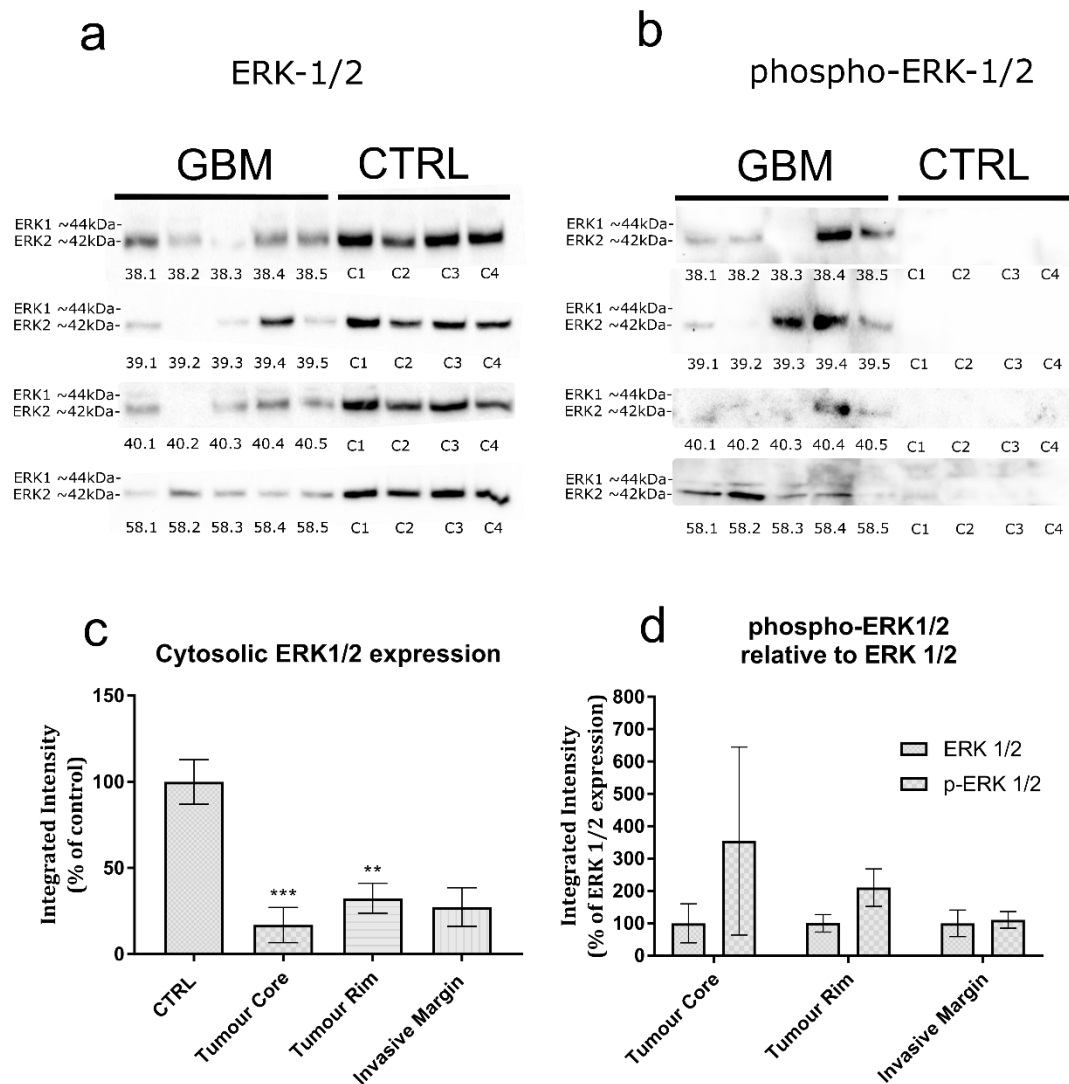 a
ERK-1/2
GBM CTRL
ERK1 ~44kDa-
ERK2 ~42kDa-
38.1 38.2 38.3 38.4 38.5 C1 C2 C3 C4
ERK1 ~44kDa-
ERK2 ~42kDa-
39.1 39.2 39.3 39.4 39.5 C1 C2 C3 C4
ERK1 ~44kDa-
ERK2 ~42kDa-
40.1 40.2 40.3 40.4 40.5 C1 C2 C3 C4
ERK1 ~44kDa-
ERK2 ~42kDa-
58.1 58.2 58.3 58.4 58.5 C1 C2 C3 C4
b
phospho-ERK-1/2
GBM CTRL
ERK1 ~44kDa-
ERK2 ~42kDa-
38.1 38.2 38.3 38.4 38.5 C1 C2 C3 C4
ERK1 ~44kDa-
ERK2 ~42kDa-
39.1 39.2 39.3 39.4 39.5 C1 C2 C3 C4
ERK1 ~44kDa-
ERK2 ~42kDa-
40.1 40.2 40.3 40.4 40.5 C1 C2 C3 C4
ERK1 ~44kDa-
ERK2 ~42kDa-
58.1 58.2 58.3 58.4 58.5 C1 C2 C3 C4
c
Cytosolic ERK1/2 expression
Integrated Intensity
(% of control)
150
100
50
0
***
**
CTRL
Tumour Core
Tumour Rim
Invasive Margin
d
phospho-ERK1/2
relative to ERK 1/2
Integrated Intensity
(% of ERK 1/2 expression)
800
700
600
500
400
300
200
100
0
ERK 1/2
p-ERK 1/2
Tumour Core
Tumour Rim
Invasive Margin